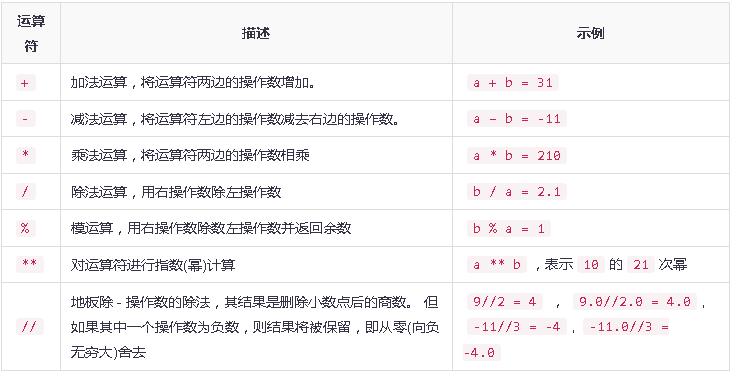 运算
符
描述
示例
+
加法运算，将运算符两边的操作数增加。
a + b = 31
-
减法运算，将运算符左边的操作数减去右边的操作数。
a – b = -11
*
乘法运算，将运算符两边的操作数相乘
a * b = 210
/
除法运算，用右操作数除左操作数
b / a = 2.1
%
模运算，用右操作数除数左操作数并返回余数
b % a = 1
**
对运算符进行指数(幂)计算
a ** b ，表示 10 的 21 次幂
//
地板除 - 操作数的除法，其结果是删除小数点后的商数。 但
如果其中一个操作数为负数，则结果将被保留，即从零(向负
无穷大)舍去
9//2 = 4 ， 9.0//2.0 = 4.0，
-11//3 = -4，-11.0//3 =
-4.0